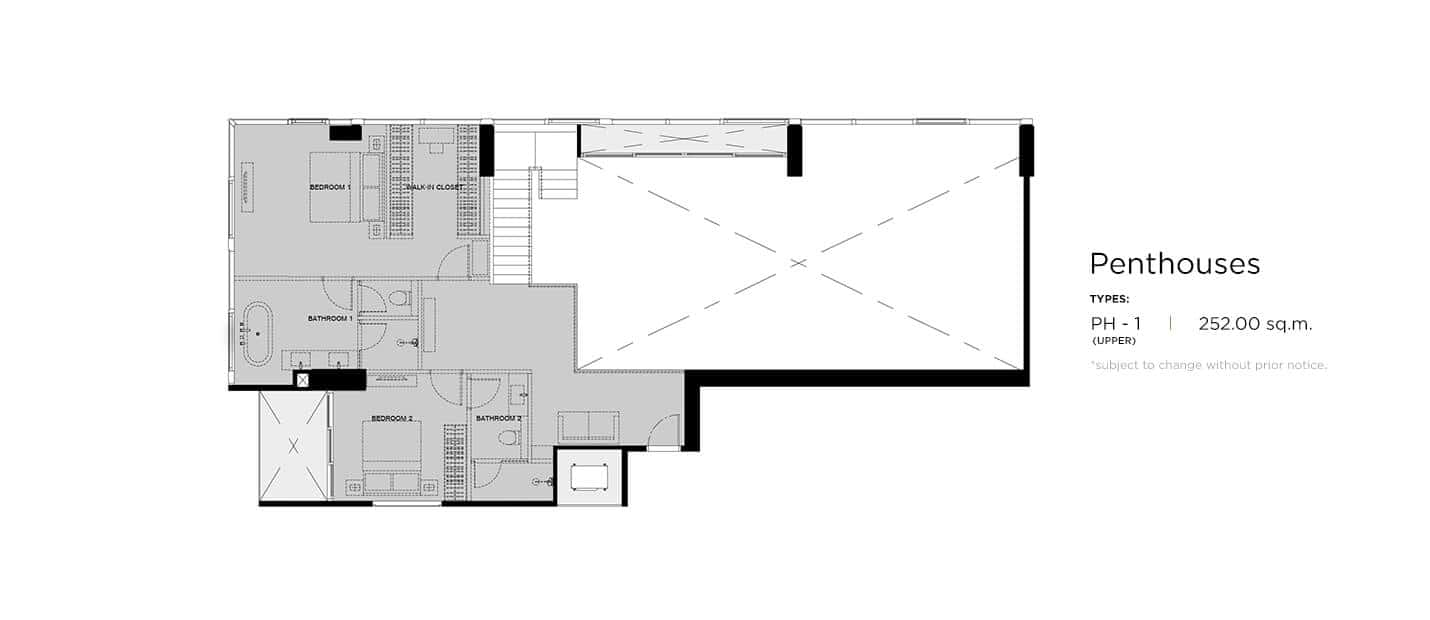 BEDROOM 1
WALK-IN CLOSET
BATHROOM 1
BEDROOM 2
BATHROOM 2
Penthouses
TYPES:
PH - 1 | 252.00 sq.m.
(UPPER)
*subject to change without prior notice.